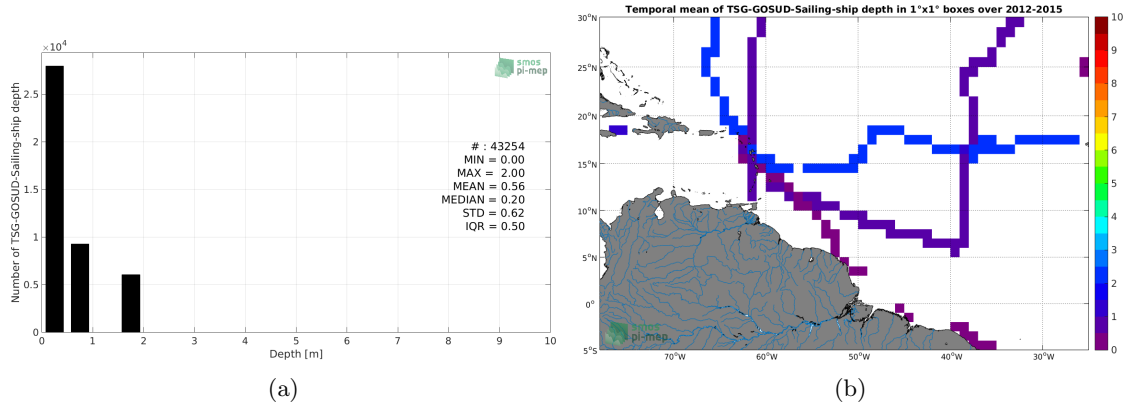 ×10⁴
2.5
2
1.5
1
0.5
0
0 1 2 3 4 5 6 7 8 9 10
Depth [m]
Number of TSG-GOSUD-Sailing-ship depth
smos
pi-mep
# : 43254
MIN = 0.00
MAX = 2.00
MEAN = 0.56
MEDIAN = 0.20
STD = 0.62
IQR = 0.50
(a)
Temporal mean of TSG-GOSUD-Sailing-ship depth in 1°x1° boxes over 2012-2015
30°N
25°N
20°N
15°N
10°N
5°N
0°
5°S
70°W 60°W 50°W 40°W 30°W
smos
pi-mep
10
9
8
7
6
5
4
3
2
1
0
(b)